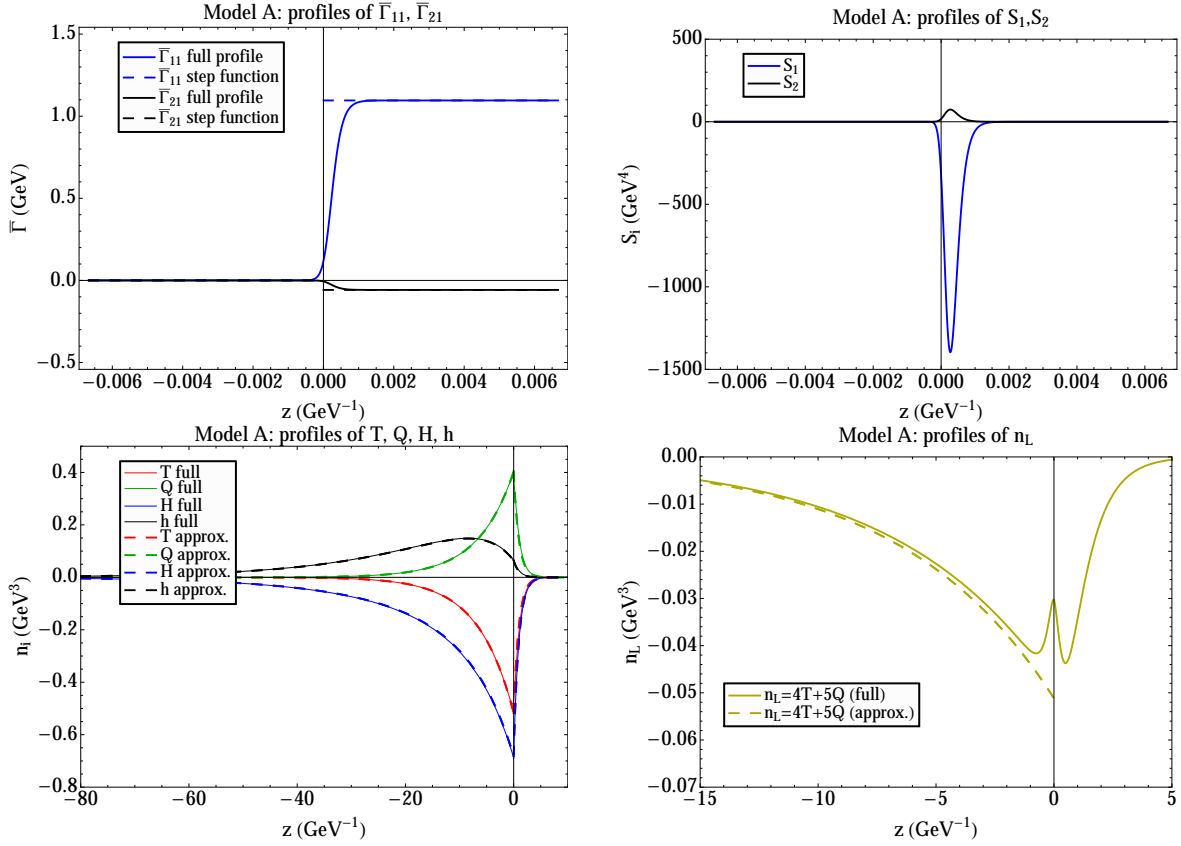 Model A: profiles of Γ̅₁₁, Γ̅₂₁
Γ̅₁₁ full profile
Γ̅₁₁ step function
Γ̅₂₁ full profile
Γ̅₂₁ step function
1.5
1.0
0.5
0.0
−0.5
Γ̅ (GeV)
−0.006 −0.004 −0.002 0.000 0.002 0.004 0.006
z (GeV⁻¹)
Model A: profiles of S₁,S₂
S₁
S₂
500
0
−500
−1000
−1500
Sᵢ (GeV⁴)
−0.006 −0.004 −0.002 0.000 0.002 0.004 0.006
z (GeV⁻¹)
Model A: profiles of T, Q, H, h
T full
Q full
H full
h full
T approx.
Q approx.
H approx.
h approx.
0.4
0.2
0.0
−0.2
−0.4
−0.6
−0.8
nᵢ (GeV³)
−80 −60 −40 −20 0
z (GeV⁻¹)
Model A: profiles of n_L
0.00
−0.01
−0.02
−0.03
−0.04
−0.05
−0.06
−0.07
n_L (GeV³)
n_L=4T+5Q (full)
n_L=4T+5Q (approx.)
−15 −10 −5 0 5
z (GeV⁻¹)